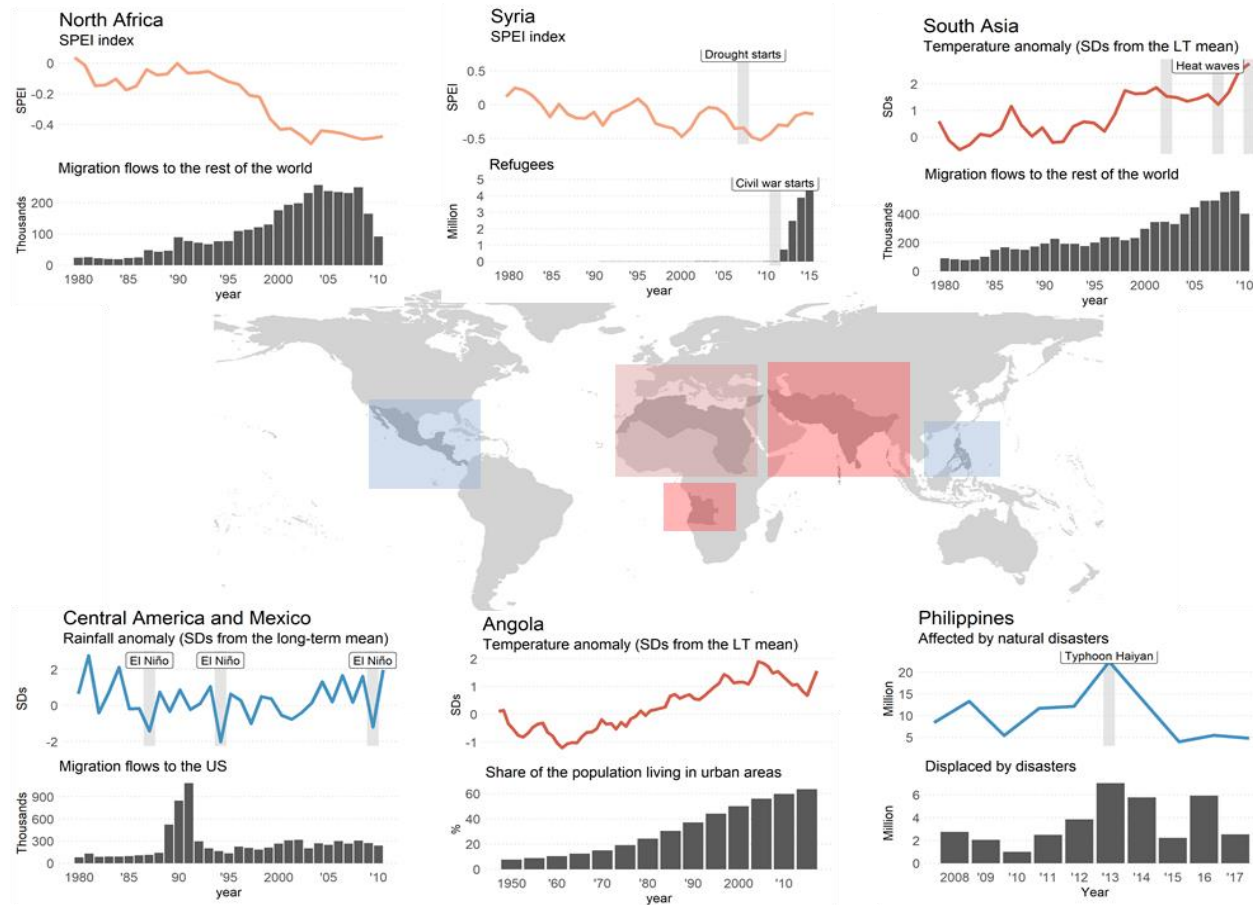 North Africa
SPEI index
SPEI
0
-0.2
-0.4
Migration flows to the rest of the world
Thousands
200
100
0
1980 '85 90 '95 2000 '05 '10
year
Syria
SPEI index
Drought starts
SPEI
0.5
0
-0.5
Refugees
Civil war starts
Million
5
4
3
2
1
0
1980 '85 '90 '95 2000 '05 '10 '15
year
South Asia
Temperature anomaly (SDs from the LT mean)
Heat waves
SDs
2
1
0
Migration flows to the rest of the world
Thousands
400
200
0
1980 '85 '90 '95 2000 '05 '10
year
Central America and Mexico
Rainfall anomaly (SDs from the long-term mean)
El Niño El Niño El Niño
SDs
2
0
-2
Migration flows to the US
Thousands
900
600
300
0
1980 '85 90 '95 2000 '05 '10
year
Angola
Temperature anomaly (SDs from the LT mean)
SDs
2
1
0
-1
Share of the population living in urban areas
%
60
40
20
0
1950 '60 '70 '80 '90 2000 '10
year
Philippines
Affected by natural disasters
Typhoon Haiyan
Million
20
15
10
5
Displaced by disasters
Million
6
4
2
0
2008 '09 '10 '11 '12 '13 '14 '15 '16 '17
Year